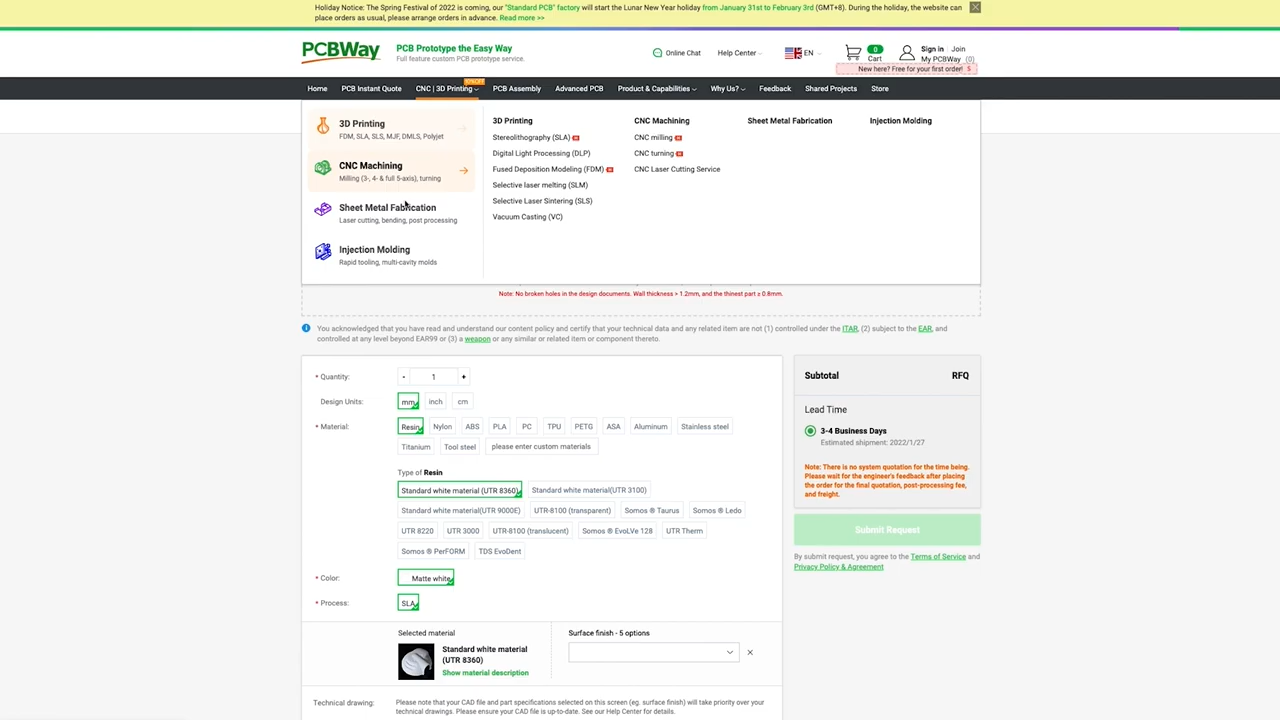 Holiday Notice: The Spring Festival of 2022 is coming, our "Standard PCB" factory will start the Lunar New Year holiday from January 31st to February 3rd (GMT+8). During the holiday, the website can
place orders as usual, please arrange orders in advance. Read more >>
PCBWay
PCB Prototype the Easy Way
Full feature custom PCB prototype service.
Online Chat
Help Center
EN
0
Cart
Sign in
Join
My PCBWay (0)
New here? Free for your first order! $
Home
PCB Instant Quote
CNC | 3D Printing
PCB Assembly
Advanced PCB
Product & Capabilities
Why Us?
Feedback
Shared Projects
Store
3D Printing
FDM, SLA, SLS, MJF, DMLS, Polyjet
CNC Machining
Milling (3-, 4- & full 5-axis), turning
Sheet Metal Fabrication
Laser cutting, bending, post processing
Injection Molding
Rapid tooling, multi-cavity molds
3D Printing
Stereolithography (SLA)
Digital Light Processing (DLP)
Fused Deposition Modeling (FDM)
Selective laser melting (SLM)
Selective Laser Sintering (SLS)
Vacuum Casting (VC)
CNC Machining
CNC milling
CNC turning
CNC Laser Cutting Service
Sheet Metal Fabrication
Injection Molding
Note: No broken holes in the design documents. Wall thickness > 1.2mm, and the thinest part ≥ 0.8mm.
You acknowledged that you have read and understand our content policy and certify that your technical data and any related item are not (1) controlled under the ITAR, (2) subject to the EAR, and
controlled at any level beyond EAR99 or (3) a weapon or any similar or related item or component thereto.
* Quantity:
- 1 +
Design Units:
mm inch cm
* Material:
Resin Nylon ABS PLA PC TPU PETG ASA Aluminum Stainless steel
Titanium Tool steel please enter custom materials
Type of Resin
Standard white material (UTR 8360) Standard white material(UTR 3100)
Standard white material(UTR 9000E) UTR-8100 (transparent) Somos ® Taurus Somos ® Ledo
UTR 8220 UTR 3000 UTR-8100 (translucent) Somos ® EvoLVe 128 UTR Therm
Somos ® PerFORM TDS EvoDent
* Color:
Matte white
* Process:
SLA
Selected material
Standard white material
(UTR 8360)
Show material description
Surface finish - 5 options
Technical drawing:
Please note that your CAD file and part specifications selected on this screen (eg. surface finish) will take priority over your
technical drawings. Please ensure your CAD file is up-to-date. See our Help Center for details.
Subtotal
RFQ
Lead Time
3-4 Business Days
Estimated shipment: 2022/1/27
Note: There is no system quotation for the time being.
Please wait for the engineer's feedback after placing
the order for the final quotation, post-processing fee,
and freight.
Submit Request
By submit request, you agree to the Terms of Service and
Privacy Policy & Agreement